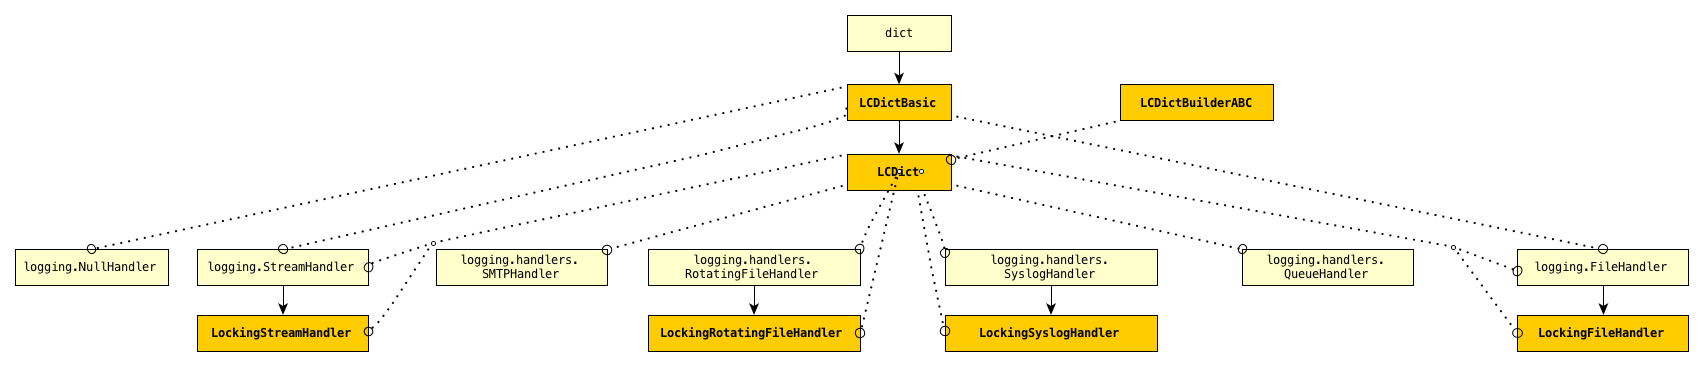 dict
LCDictBasic
LCDictBuilderABC
LCDict
logging.NullHandler
logging.StreamHandler
logging.handlers.
SMTPHandler
logging.handlers.
RotatingFileHandler
logging.handlers.
SyslogHandler
logging.handlers.
QueueHandler
logging.FileHandler
LockingStreamHandler
LockingRotatingFileHandler
LockingSyslogHandler
LockingFileHandler